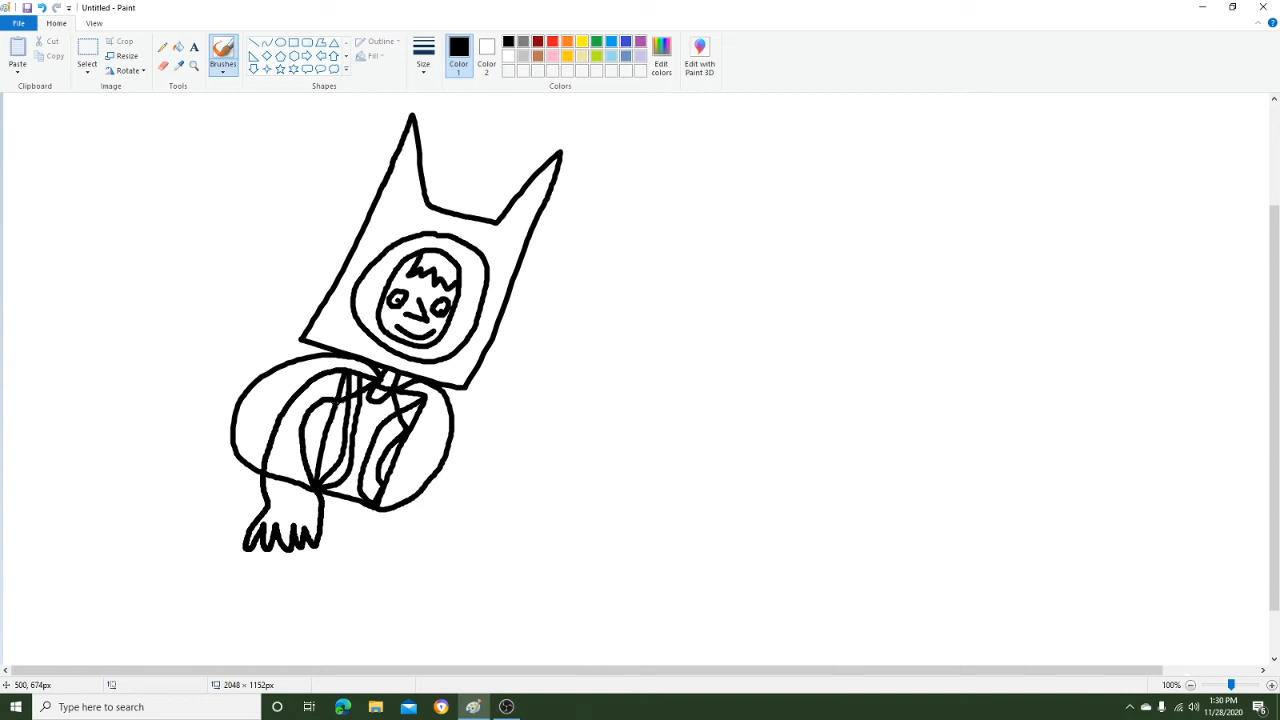 Untitled - Paint
File Home View
Paste Cut Copy Select Crop Resize Rotate Brushes Outline Fill Size Color 1 Color 2 Edit colors Edit with Paint 3D
Clipboard Image Tools Shapes Colors
500, 674px 2048 × 1152px 100%
Type here to search 1:30 PM
11/28/2020